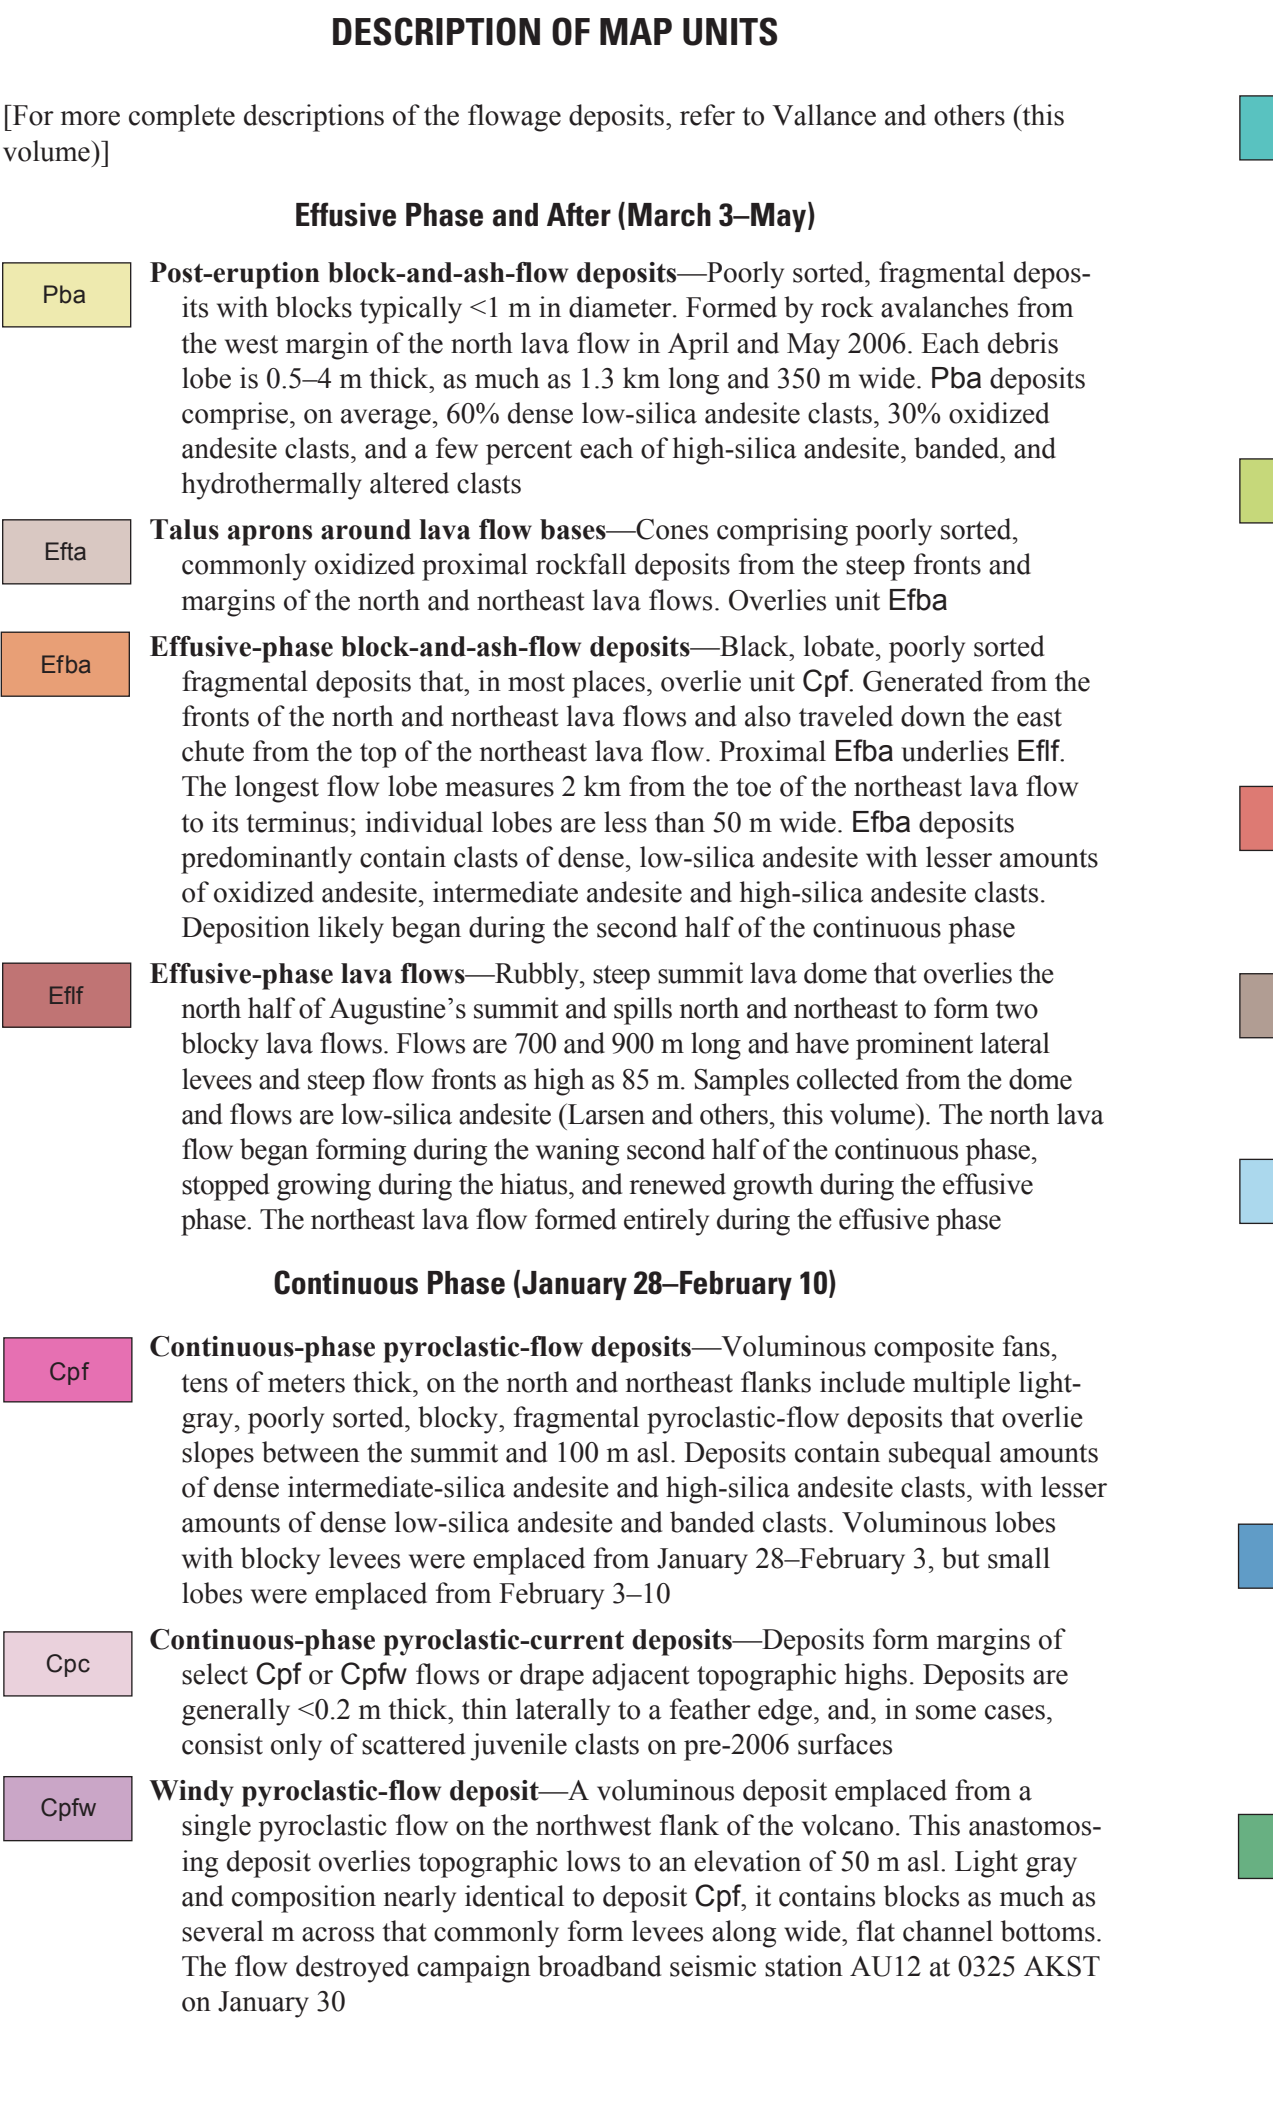 DESCRIPTION OF MAP UNITS
[For more complete descriptions of the flowage deposits, refer to Vallance and others (this
volume)]
Effusive Phase and After (March 3–May)
Pba
Post-eruption block-and-ash-flow deposits—Poorly sorted, fragmental depos-
its with blocks typically <1 m in diameter. Formed by rock avalanches from
the west margin of the north lava flow in April and May 2006. Each debris
lobe is 0.5–4 m thick, as much as 1.3 km long and 350 m wide. Pba deposits
comprise, on average, 60% dense low-silica andesite clasts, 30% oxidized
andesite clasts, and a few percent each of high-silica andesite, banded, and
hydrothermally altered clasts
Efta
Talus aprons around lava flow bases—Cones comprising poorly sorted,
commonly oxidized proximal rockfall deposits from the steep fronts and
margins of the north and northeast lava flows. Overlies unit Efba
Efba
Effusive-phase block-and-ash-flow deposits—Black, lobate, poorly sorted
fragmental deposits that, in most places, overlie unit Cpf. Generated from the
fronts of the north and northeast lava flows and also traveled down the east
chute from the top of the northeast lava flow. Proximal Efba underlies Eflf.
The longest flow lobe measures 2 km from the toe of the northeast lava flow
to its terminus; individual lobes are less than 50 m wide. Efba deposits
predominantly contain clasts of dense, low-silica andesite with lesser amounts
of oxidized andesite, intermediate andesite and high-silica andesite clasts.
Deposition likely began during the second half of the continuous phase
Eflf
Effusive-phase lava flows—Rubbly, steep summit lava dome that overlies the
north half of Augustine’s summit and spills north and northeast to form two
blocky lava flows. Flows are 700 and 900 m long and have prominent lateral
levees and steep flow fronts as high as 85 m. Samples collected from the dome
and flows are low-silica andesite (Larsen and others, this volume). The north lava
flow began forming during the waning second half of the continuous phase,
stopped growing during the hiatus, and renewed growth during the effusive
phase. The northeast lava flow formed entirely during the effusive phase
Continuous Phase (January 28–February 10)
Cpf
Continuous-phase pyroclastic-flow deposits—Voluminous composite fans,
tens of meters thick, on the north and northeast flanks include multiple light-
gray, poorly sorted, blocky, fragmental pyroclastic-flow deposits that overlie
slopes between the summit and 100 m asl. Deposits contain subequal amounts
of dense intermediate-silica andesite and high-silica andesite clasts, with lesser
amounts of dense low-silica andesite and banded clasts. Voluminous lobes
with blocky levees were emplaced from January 28–February 3, but small
lobes were emplaced from February 3–10
Cpc
Continuous-phase pyroclastic-current deposits—Deposits form margins of
select Cpf or Cpfw flows or drape adjacent topographic highs. Deposits are
generally <0.2 m thick, thin laterally to a feather edge, and, in some cases,
consist only of scattered juvenile clasts on pre-2006 surfaces
Cpfw
Windy pyroclastic-flow deposit—A voluminous deposit emplaced from a
single pyroclastic flow on the northwest flank of the volcano. This anastomos-
ing deposit overlies topographic lows to an elevation of 50 m asl. Light gray
and composition nearly identical to deposit Cpf, it contains blocks as much as
several m across that commonly form levees along wide, flat channel bottoms.
The flow destroyed campaign broadband seismic station AU12 at 0325 AKST
on January 30